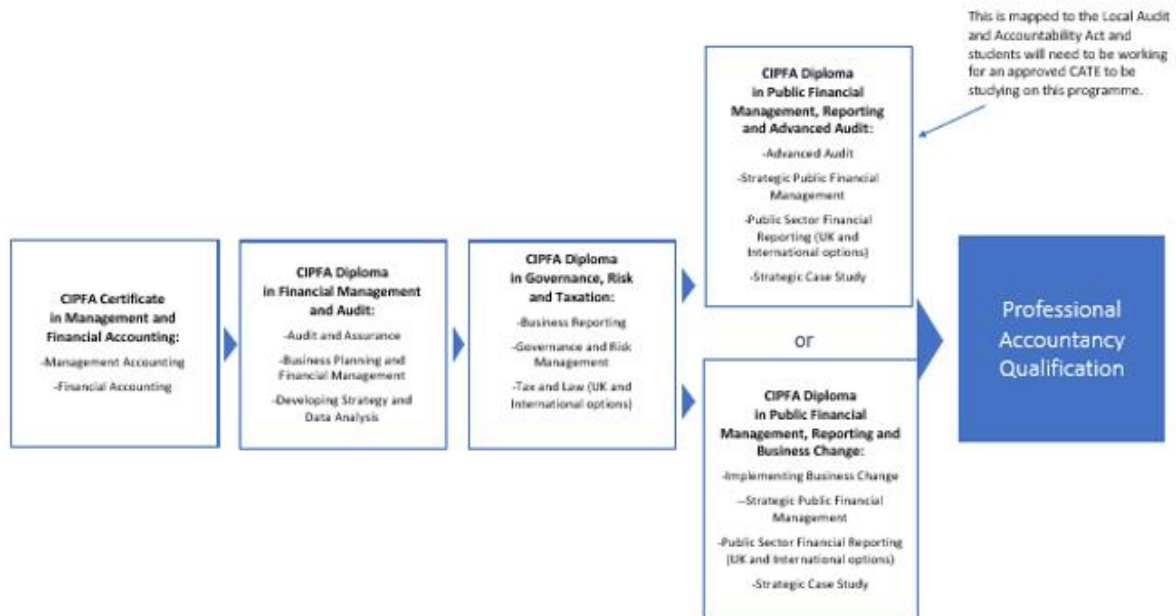 This is mapped to the Local Audit
and Accountability Act and
students will need to be working
for an approved CATE to be
studying on this programme.
CIPFA Certificate
in Management and
Financial Accounting:
-Management Accounting
-Financial Accounting
CIPFA Diploma
in Financial Management
and Audit:
-Audit and Assurance
-Business Planning and
Financial Management
-Developing Strategy and
Data Analysis
CIPFA Diploma
in Governance, Risk
and Taxation:
-Business Reporting
-Governance and Risk
Management
-Tax and Law (UK and
International options)
CIPFA Diploma
in Public Financial
Management, Reporting
and Advanced Audit:
-Advanced Audit
-Strategic Public Financial
Management
-Public Sector Financial
Reporting (UK and
International options)
-Strategic Case Study
or
CIPFA Diploma
in Public Financial
Management, Reporting and
Business Change:
-Implementing Business Change
--Strategic Public Financial
Management
-Public Sector Financial Reporting
(UK and International options)
-Strategic Case Study
Professional
Accountancy
Qualification